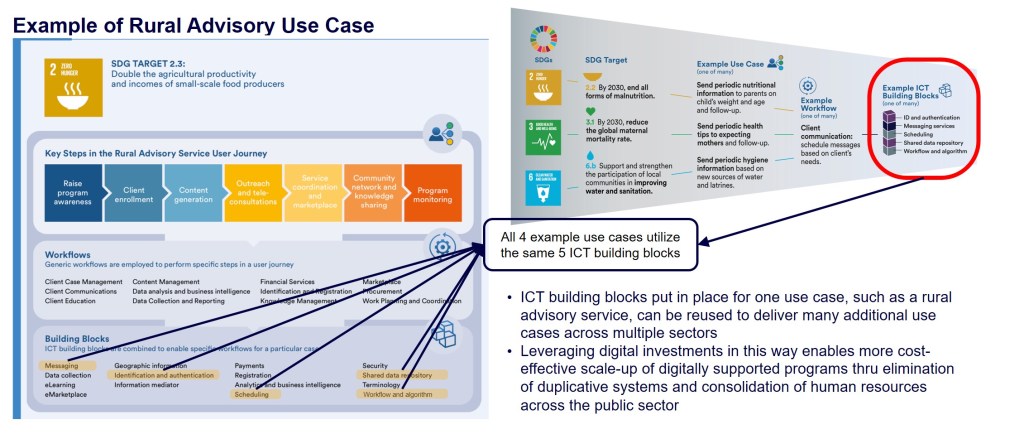 Example of Rural Advisory Use Case
2 ZERO
HUNGER
SDG TARGET 2.3:
Double the agricultural productivity
and incomes of small-scale food producers
Key Steps in the Rural Advisory Service User Journey
Raise
program
awareness
Client
enrollment
Content
generation
Outreach
and tele-
consultations
Service
coordination
and
marketplace
Community
network and
knowledge
sharing
Program
monitoring
Workflows
Generic workflows are employed to perform specific steps in a user journey
Client Case Management
Client Communications
Client Education
Content Management
Data analysis and business intelligence
Data Collection and Reporting
Financial Services
Identification and Registration
Knowledge Management
Marketplace
Procurement
Work Planning and Coordination
Building Blocks
ICT building blocks are combined to enable specific workflows for a particular case
Messaging
Data collection
eLearning
eMarketplace
Geographic information
Identification and authentication
Information mediator
Payments
Registration
Analytics and business intelligence
Scheduling
Security
Shared data repository
Terminology
Workflow and algorithm
SDGs
SDG Target
Example Use Case
(one of many)
Example
Workflow
(one of many)
Example ICT
Building Blocks
(one of many)
2 ZERO
HUNGER
2.2 By 2030, end all
forms of malnutrition.
Send periodic nutritional
information to parents on
child's weight and age
and follow-up.
3 GOOD HEALTH
AND WELL-BEING
3.1 By 2030, reduce
the global maternal
mortality rate.
Send periodic health
tips to expecting
mothers and follow-up.
6 CLEAN WATER
AND SANITATION
6.b Support and strengthen
the participation of local
communities in improving
water and sanitation.
Send periodic hygiene
information based on
new sources of water
and latrines.
Client
communication:
schedule messages
based on client's
needs.
ID and authentication
Messaging services
Scheduling
Shared data repository
Workflow and algorithm
All 4 example use cases utilize
the same 5 ICT building blocks
• ICT building blocks put in place for one use case, such as a rural
advisory service, can be reused to deliver many additional use
cases across multiple sectors
• Leveraging digital investments in this way enables more cost-
effective scale-up of digitally supported programs thru elimination
of duplicative systems and consolidation of human resources
across the public sector